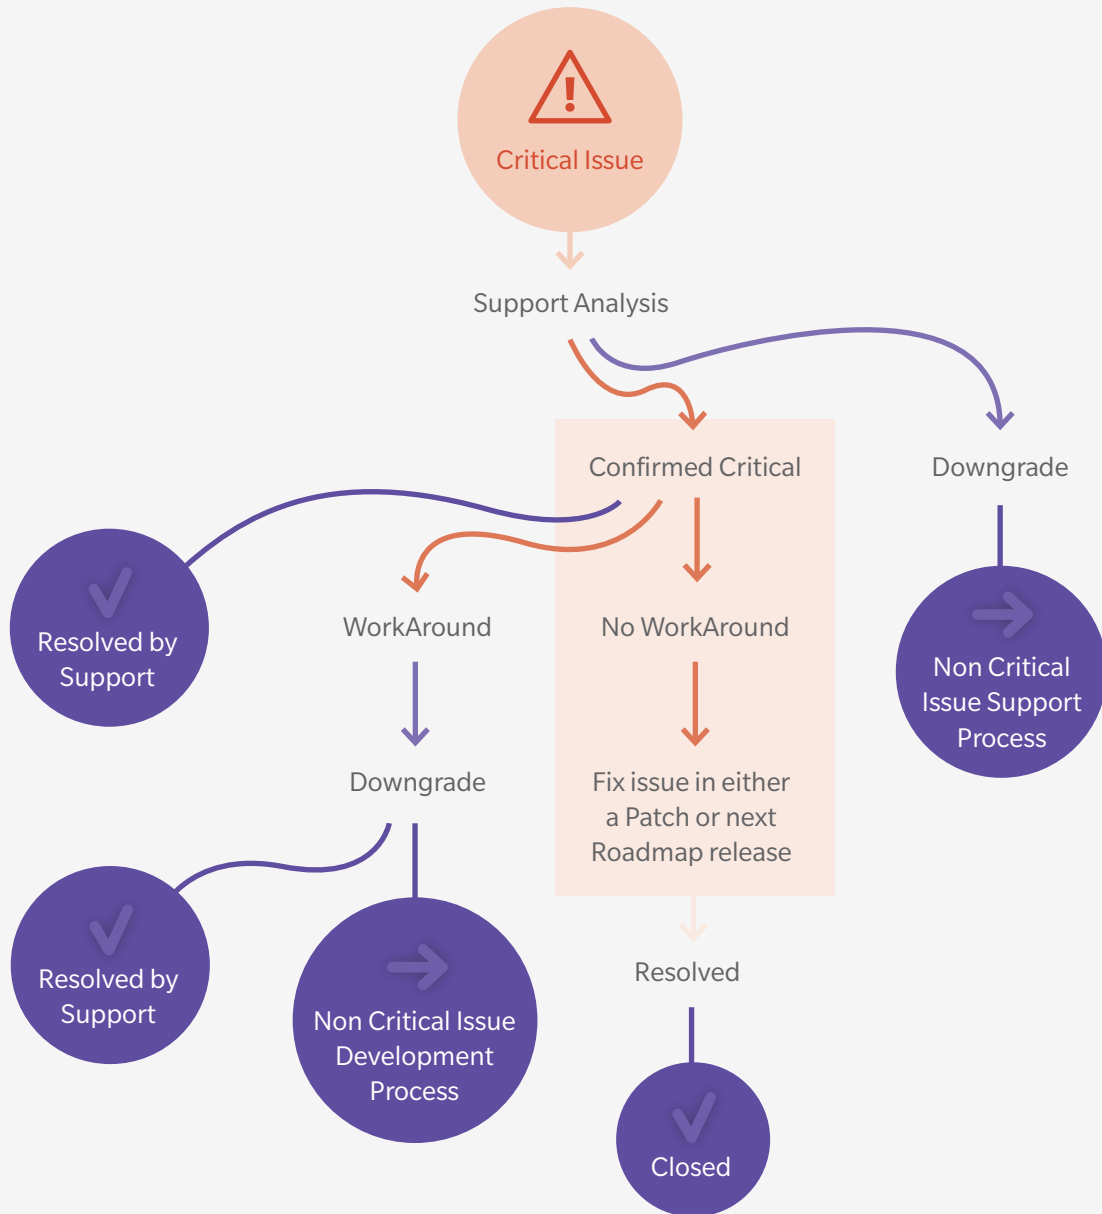 Critical Issue
Support Analysis
Confirmed Critical
Downgrade
Resolved by
Support
WorkAround
No WorkAround
Non Critical
Issue Support
Process
Downgrade
Fix issue in either
a Patch or next
Roadmap release
Resolved by
Support
Non Critical Issue
Development
Process
Resolved
Closed